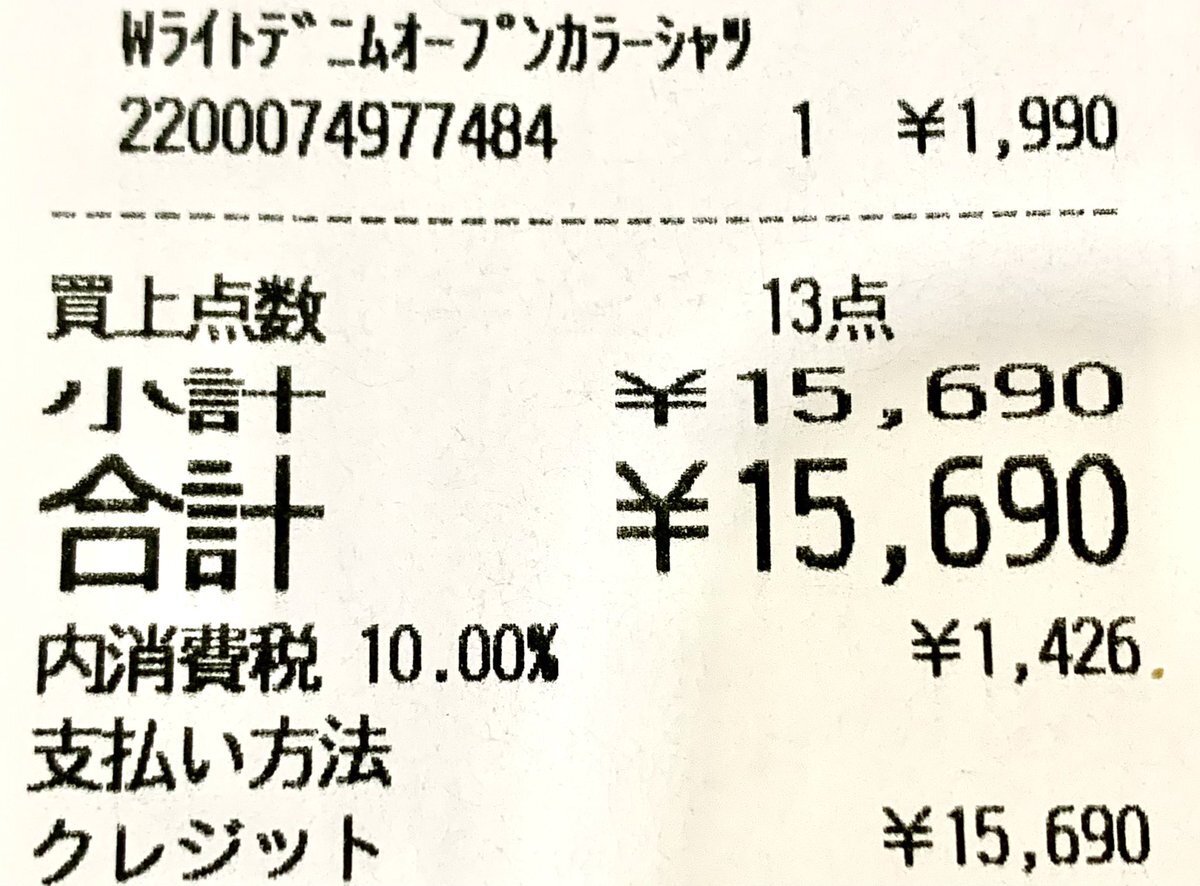 Wﾗｲﾄﾃﾞﾆﾑｵｰﾌﾟﾝｶﾗｰｼｬﾂ
2200074977484 1 ¥1,990
買上点数 13点
小計 ¥15,690
合計 ¥15,690
内消費税 10.00% ¥1,426
支払い方法
クレジット ¥15,690